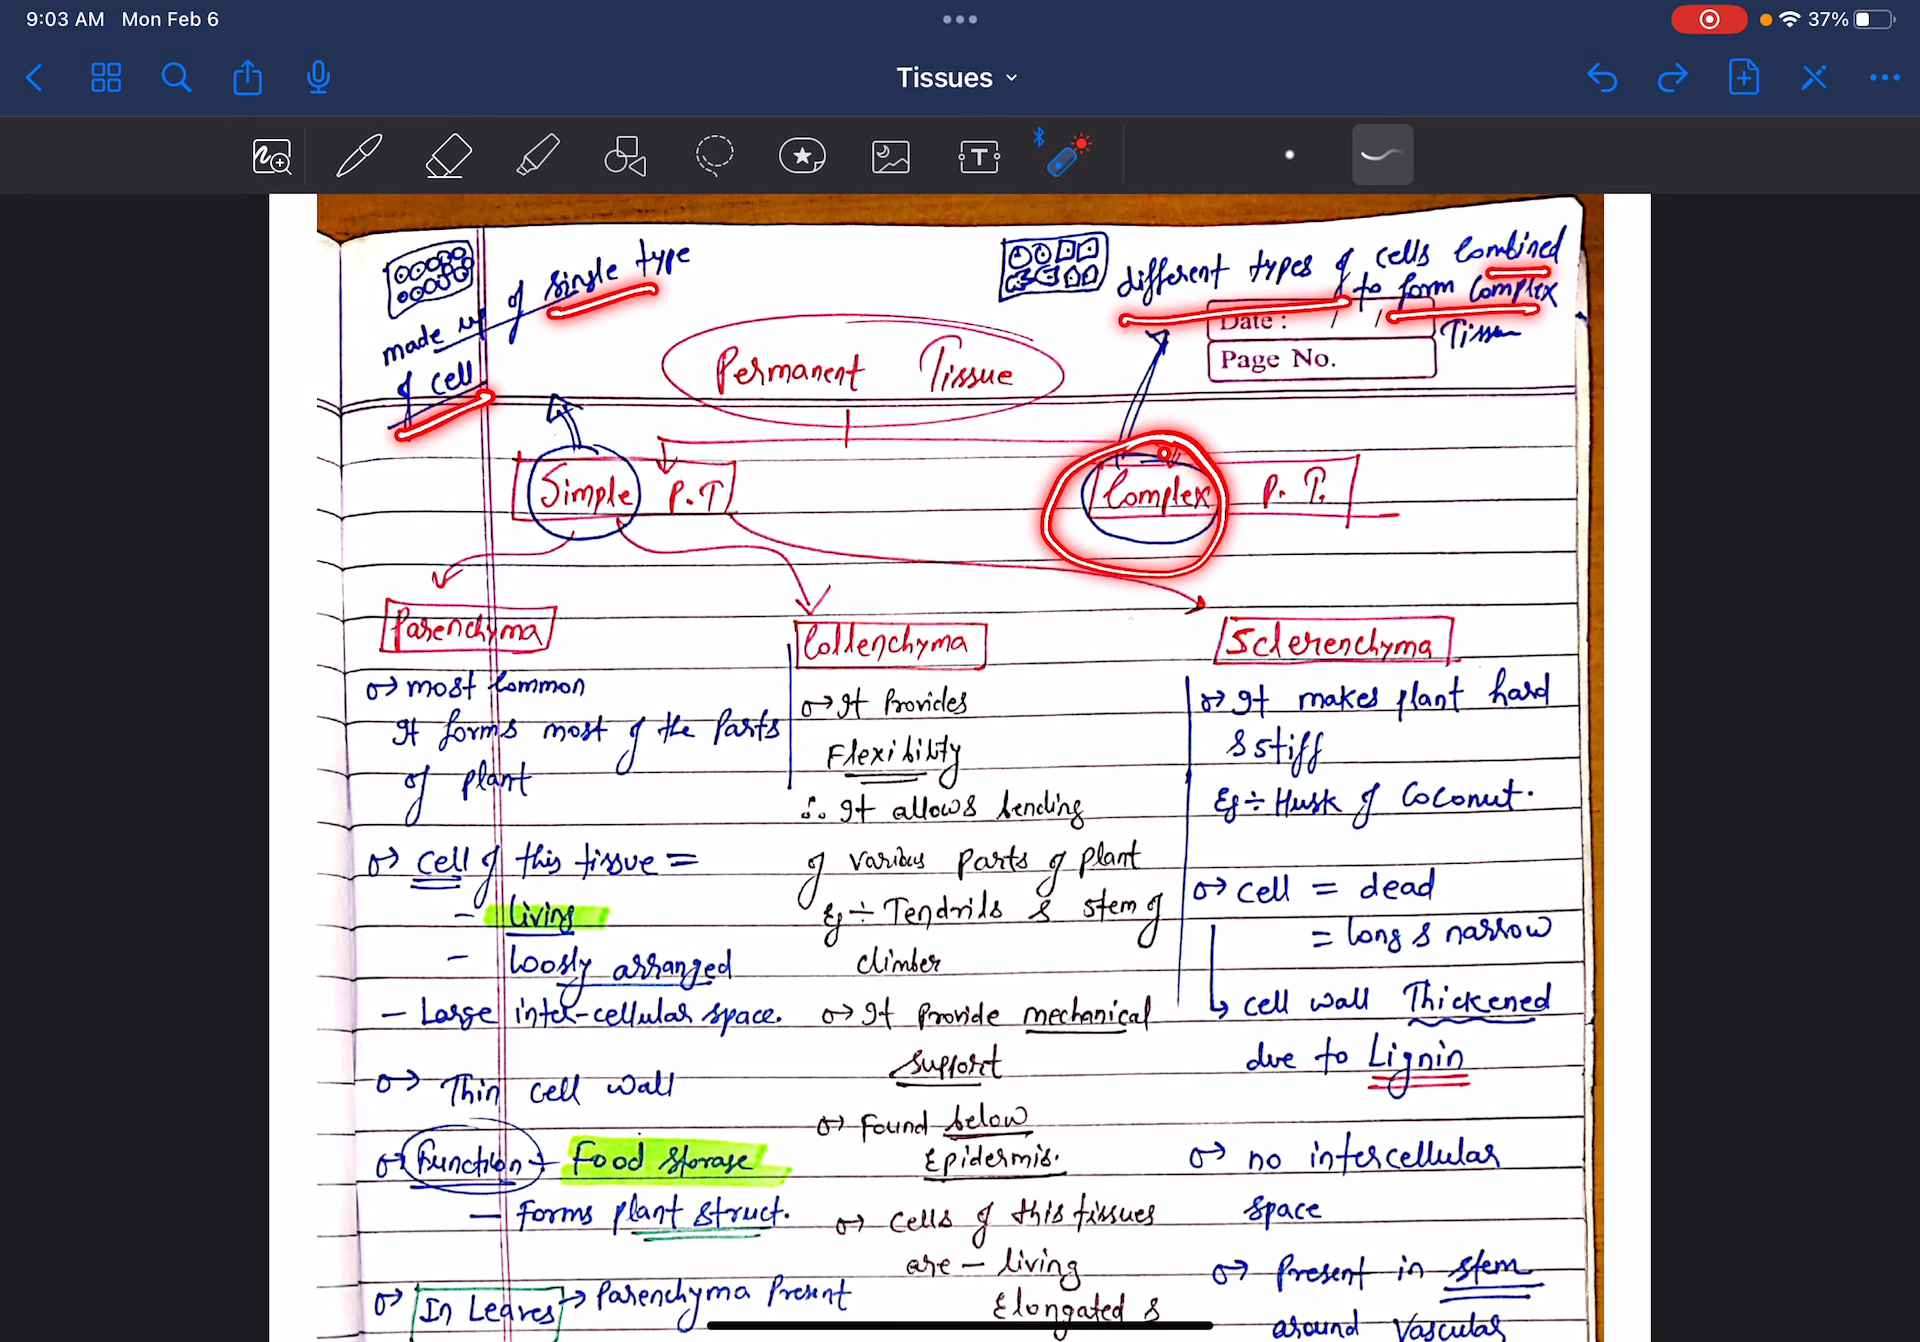 9:03 AM Mon Feb 6
37%
Tissues
T
made up of single type
of cell
different types of cells combined
to form complex
Tissue
Date : / /
Page No.
Permanent Tissue
Simple P.T
Complex P. T.
Parenchyma
most common
It forms most of the parts
of plant
cell of this tissue =
- living
- loosly arranged
- Large inter-cellular space.
Thin cell wall
Function - Food storage
- Forms plant struct.
In Leaves → Parenchyma Present
Collenchyma
It Provides
Flexibility
∴ It allows bending
of various parts of plant
Eg ÷ Tendrils & stem of
climber
It Provide mechanical
support
Found below
Epidermis.
Cells of this tissues
are - living
Elongated &
Sclerenchyma
It makes plant hard
& stiff
Eg ÷ Husk of Coconut.
cell = dead
= long & narrow
cell wall Thickened
due to Lignin
no intercellular
space
Present in stem
around Vascular